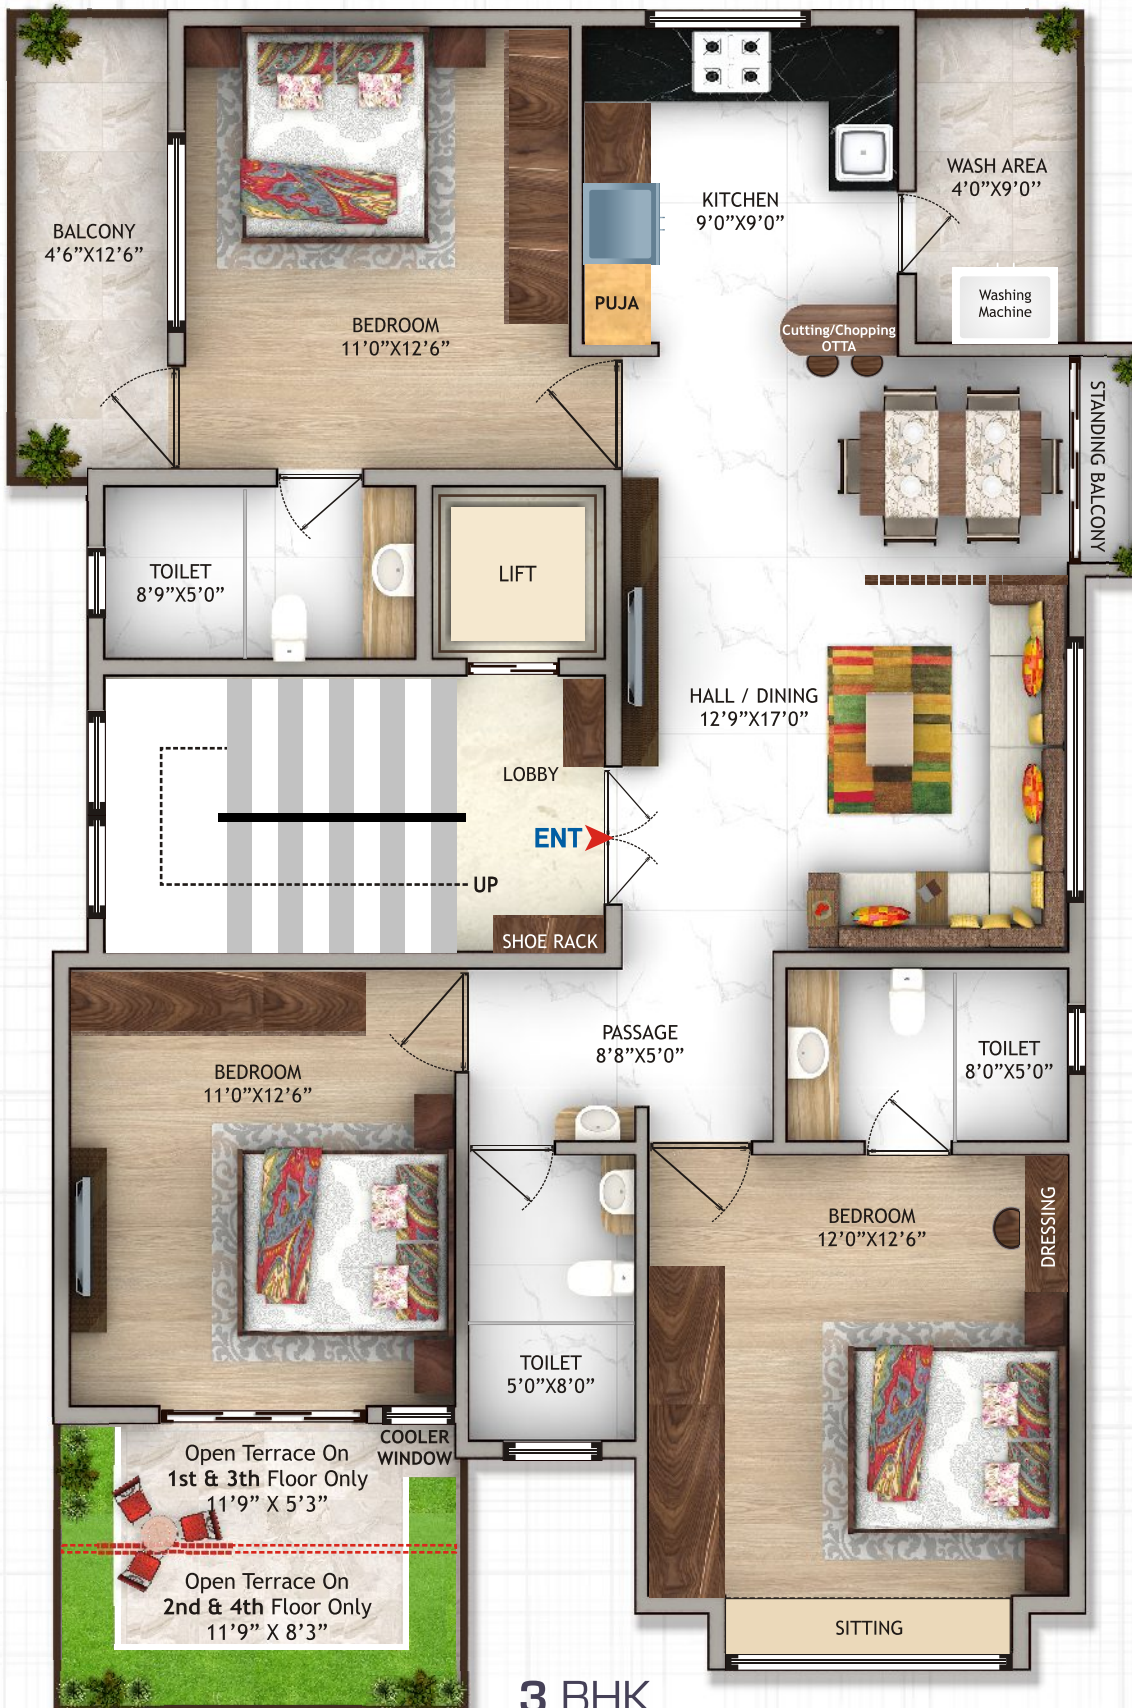 BALCONY
4'6”X12'6”
BEDROOM
11'0”X12'6”
KITCHEN
9'0”X9'0”
WASH AREA
4'0”X9'0”
Washing
Machine
PUJA
Cutting/Chopping
OTTA
STANDING BALCONY
TOILET
8'9”X5'0”
LIFT
HALL / DINING
12'9”X17'0”
LOBBY
ENT
UP
SHOE RACK
PASSAGE
8'8”X5'0”
TOILET
8'0”X5'0”
BEDROOM
11'0”X12'6”
BEDROOM
12'0”X12'6”
DRESSING
TOILET
5'0”X8'0”
COOLER
WINDOW
Open Terrace On
1st & 3th Floor Only
11'9” X 5'3”
Open Terrace On
2nd & 4th Floor Only
11'9” X 8'3”
SITTING
3 BHK